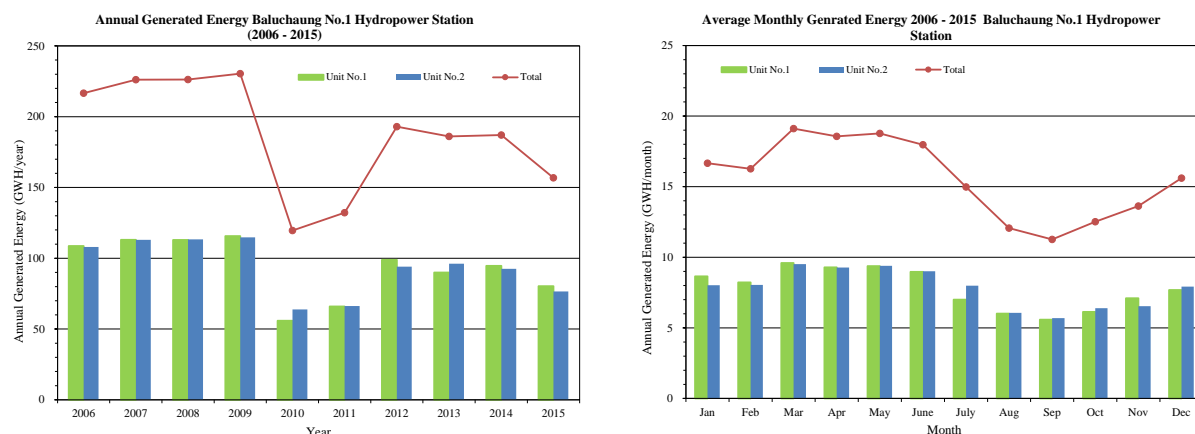 Annual Generated Energy Baluchaung No.1 Hydropower Station
(2006 - 2015)
250
200
150
100
50
0
Annual Generated Energy (GWH/year)
Unit No.1
Unit No.2
Total
2006
2007
2008
2009
2010
2011
2012
2013
2014
2015
Year
Average Monthly Genrated Energy 2006 - 2015 Baluchaung No.1 Hydropower
Station
25
20
15
10
5
0
Annual Generated Energy (GWH/month)
Unit No.1
Unit No.2
Total
Jan
Feb
Mar
Apr
May
June
July
Aug
Sep
Oct
Nov
Dec
Month